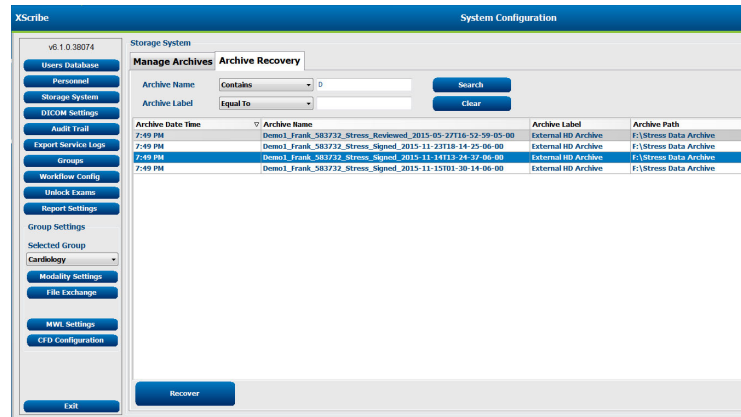 XScribe
System Configuration
v6.1.0.38074
Users Database
Personnel
Storage System
DICOM Settings
Audit Trail
Export Service Logs
Groups
Workflow Config
Unlock Exams
Report Settings
Group Settings
Selected Group
Cardiology
Modality Settings
File Exchange
MWL Settings
CFD Configuration
Exit
Storage System
Manage Archives Archive Recovery
Archive Name Contains D Search
Archive Label Equal To Clear
Archive Date Time Archive Name Archive Label Archive Path
7:49 PM Demo1_Frank_583732_Stress_Reviewed_2015-05-27T16-52-59-05-00 External HD Archive F:\Stress Data Archive
7:49 PM Demo1_Frank_583732_Stress_Signed_2015-11-23T18-14-25-06-00 External HD Archive F:\Stress Data Archive
7:49 PM Demo1_Frank_583732_Stress_Signed_2015-11-14T13-24-37-06-00 External HD Archive F:\Stress Data Archive
7:49 PM Demo1_Frank_583732_Stress_Signed_2015-11-15T01-30-14-06-00 External HD Archive F:\Stress Data Archive
Recover